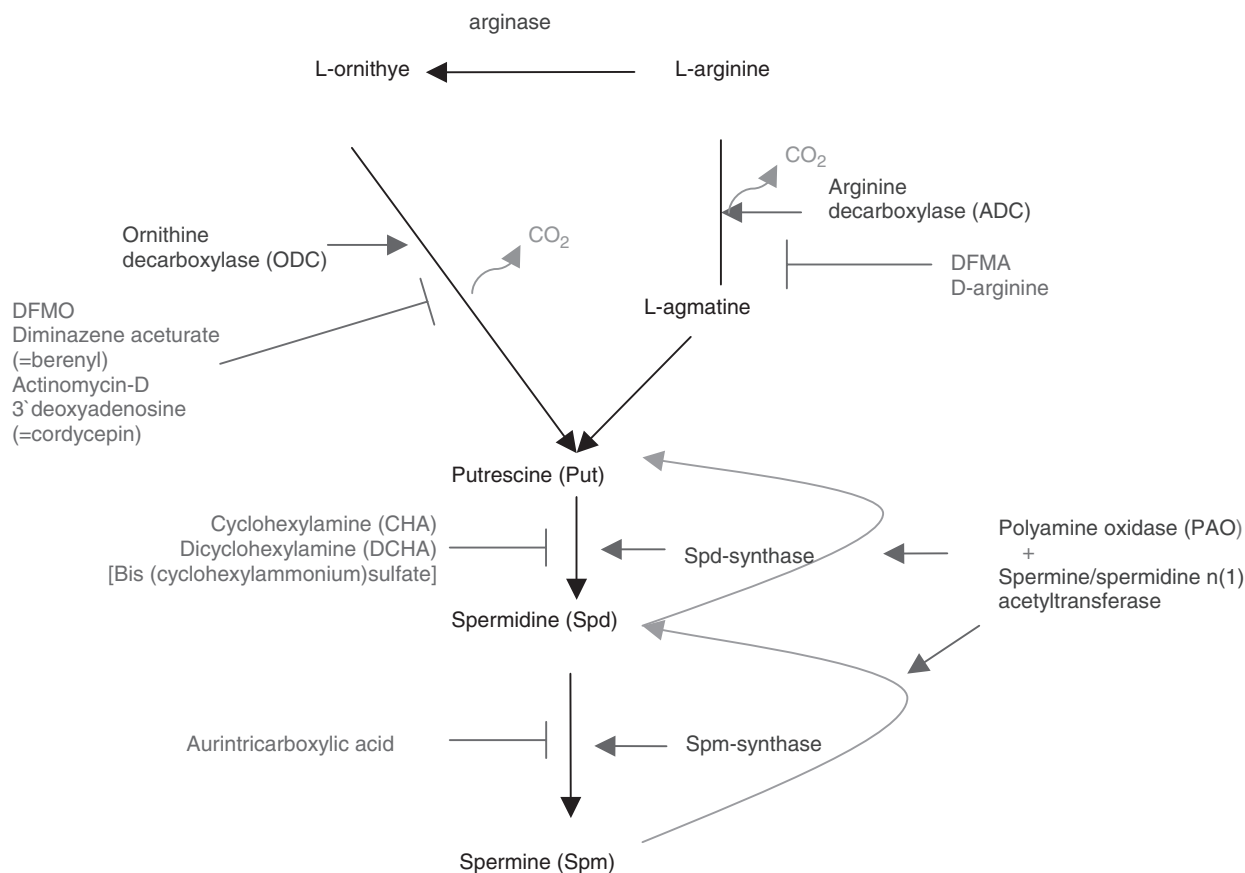 arginase
L-ornithye
L-arginine
CO2
Arginine
decarboxylase (ADC)
Ornithine
decarboxylase (ODC)
CO2
DFMA
D-arginine
DFMO
Diminazene aceturate
(=berenyl)
Actinomycin-D
3`deoxyadenosine
(=cordycepin)
L-agmatine
Putrescine (Put)
Cyclohexylamine (CHA)
Dicyclohexylamine (DCHA)
[Bis (cyclohexylammonium)sulfate]
Spd-synthase
Polyamine oxidase (PAO)
+
Spermine/spermidine n(1)
acetyltransferase
Spermidine (Spd)
Aurintricarboxylic acid
Spm-synthase
Spermine (Spm)